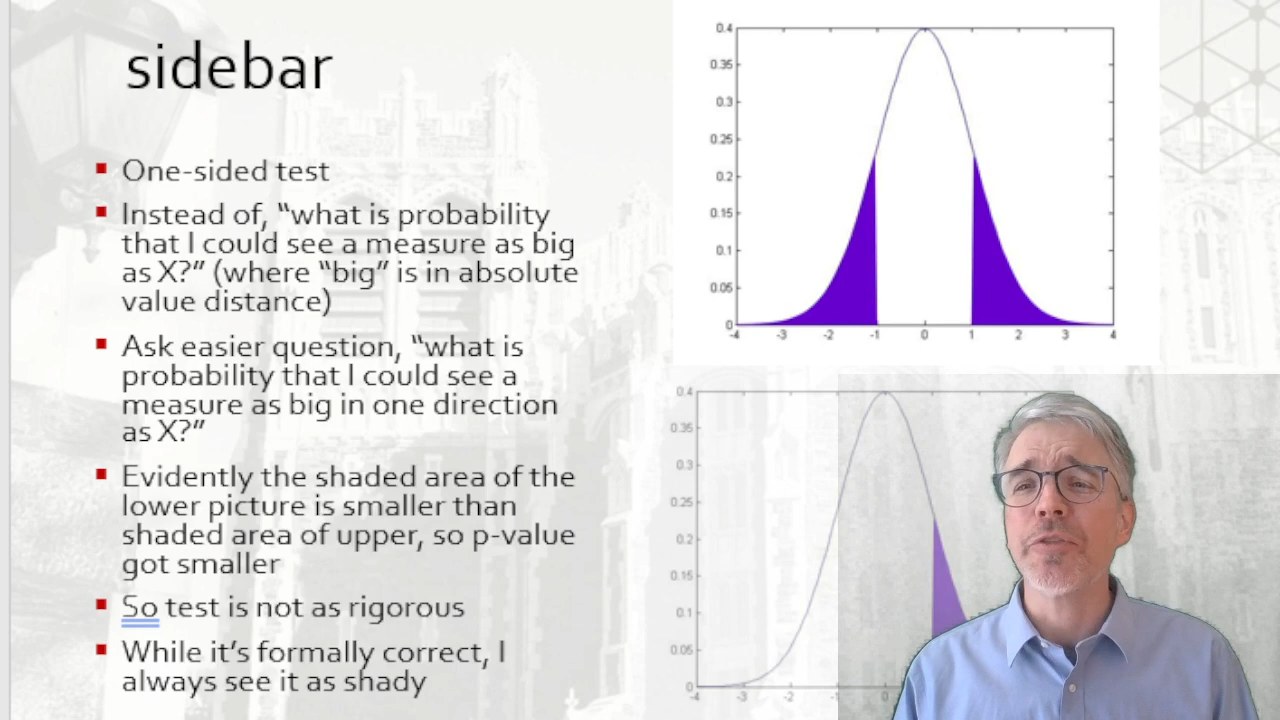 sidebar
One-sided test
Instead of, “what is probability
that I could see a measure as big
as X?” (where “big” is in absolute
value distance)
Ask easier question, “what is
probability that I could see a
measure as big in one direction
as X?”
Evidently the shaded area of the
lower picture is smaller than
shaded area of upper, so p-value
got smaller
So test is not as rigorous
While it’s formally correct, I
always see it as shady
0.4
0.35
0.3
0.25
0.2
0.15
0.1
0.05
0
-4 -3 -2 -1 0 1 2 3 4
0.4
0.35
0.3
0.25
0.2
0.15
0.1
0.05
0
-4 -3 -2 -1 0